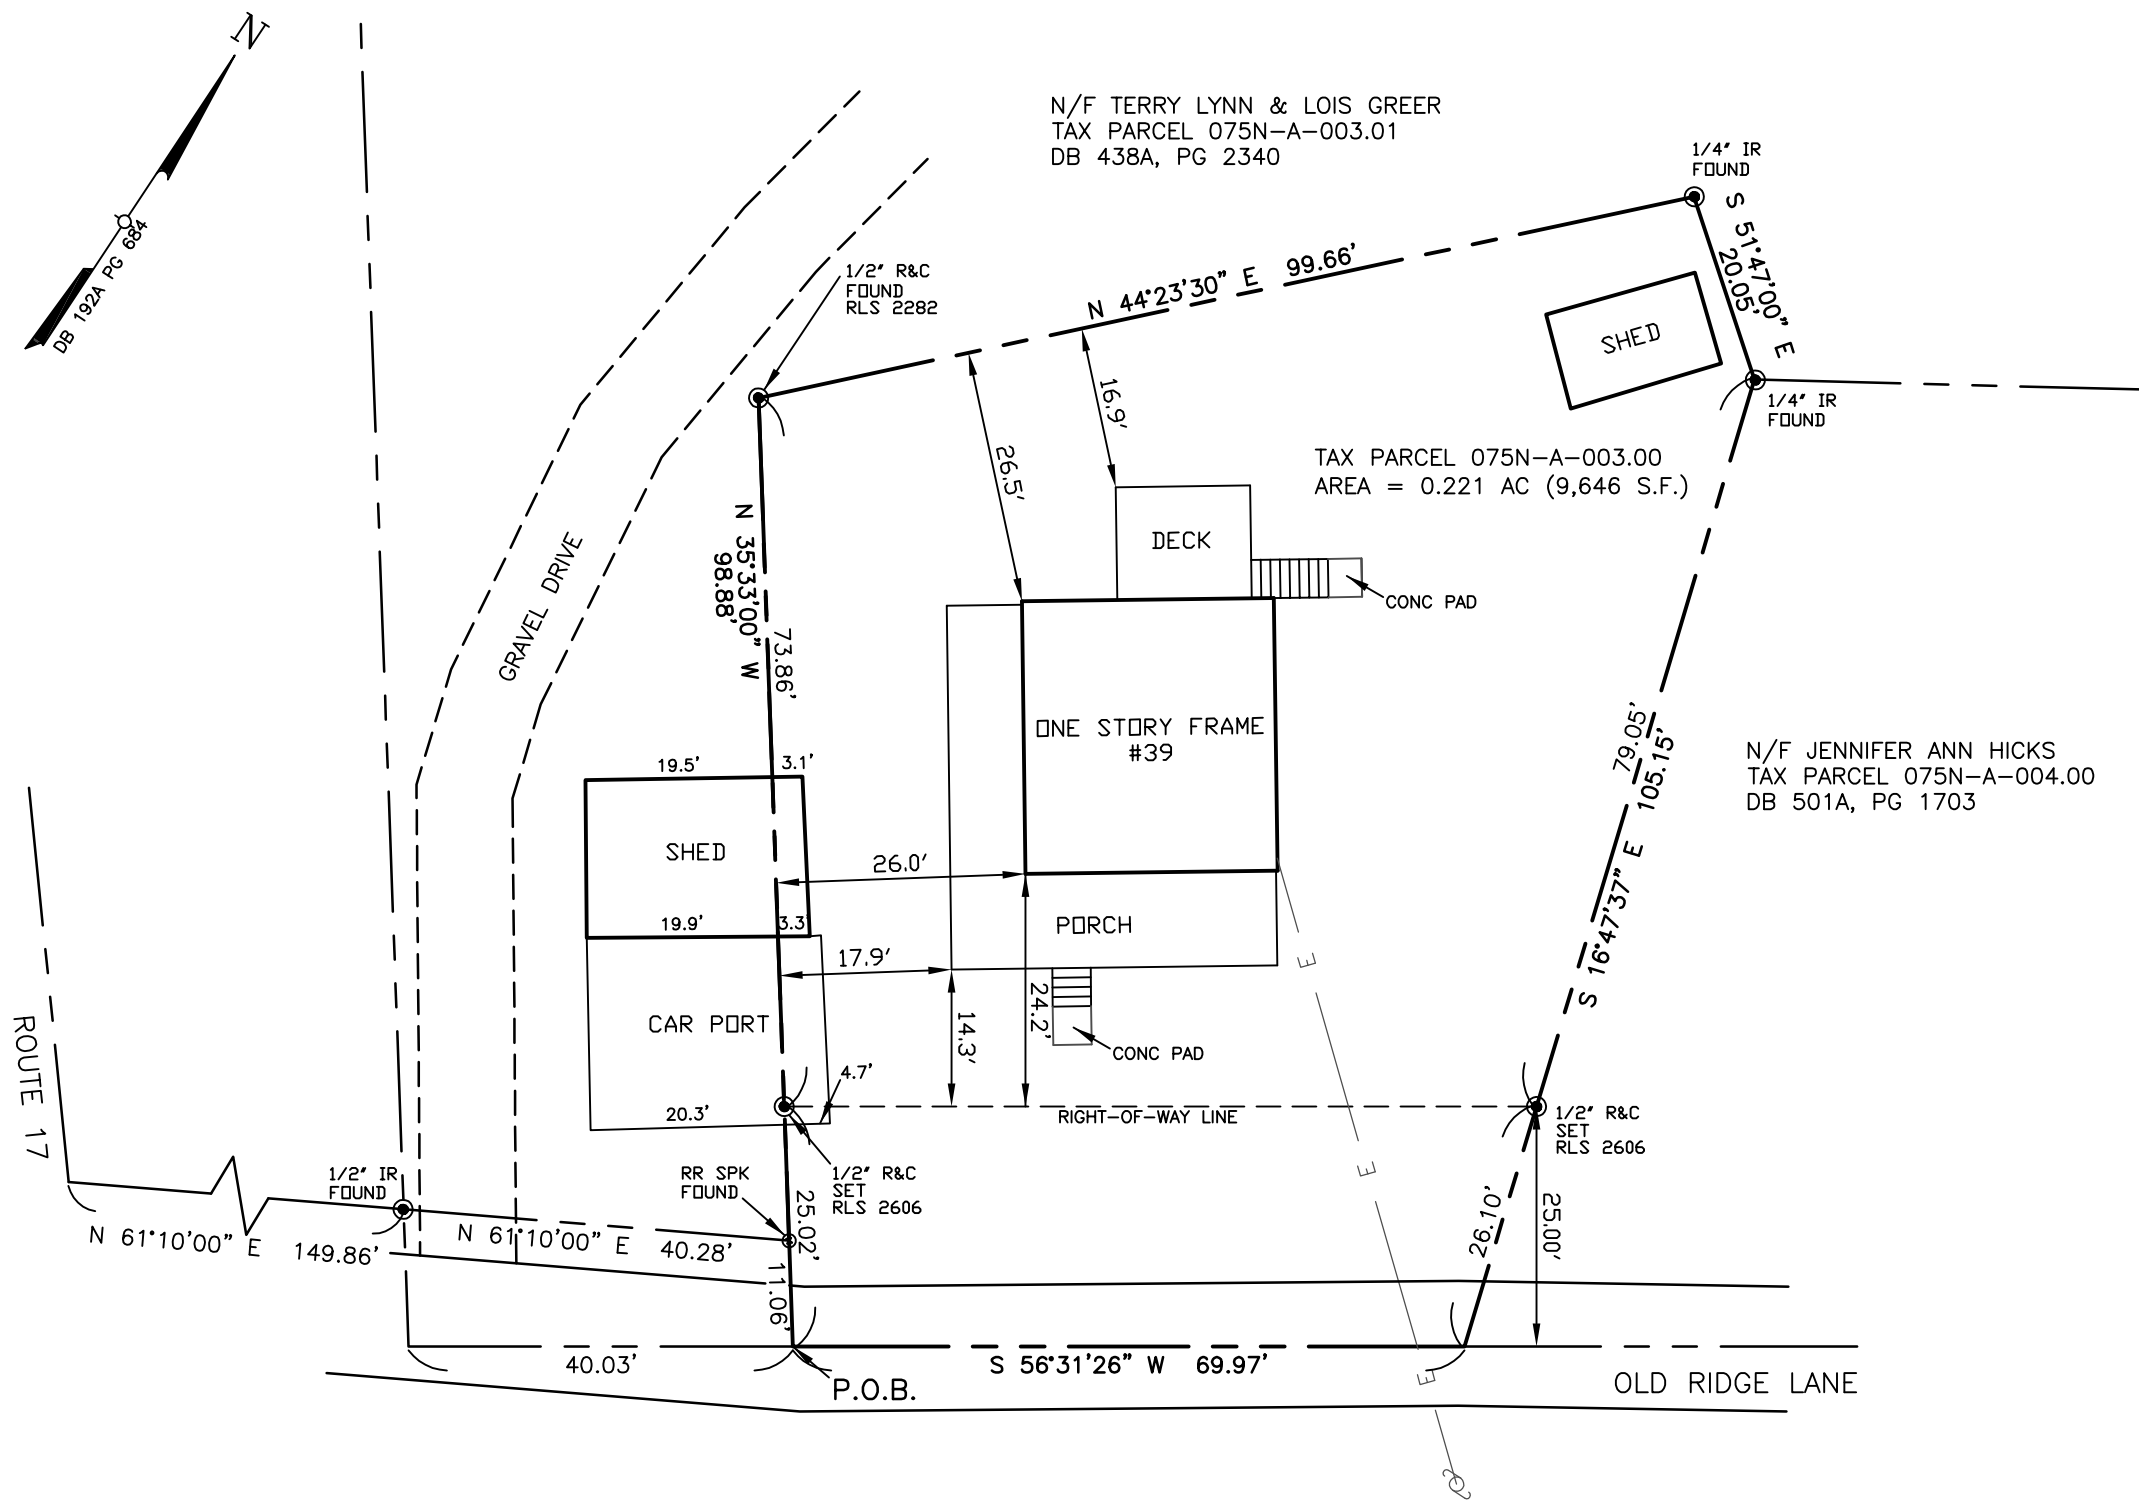 N
DB 192A PG 684
N/F TERRY LYNN & LOIS GREER
TAX PARCEL 075N-A-003.01
DB 438A, PG 2340
1/4" IR
FOUND
S 51°47'00" E
20.05'
1/2" R&C
FOUND
RLS 2282
N 44°23'30" E 99.66'
SHED
1/4" IR
FOUND
16.9'
26.5'
TAX PARCEL 075N-A-003.00
AREA = 0.221 AC (9,646 S.F.)
DECK
CONC PAD
GRAVEL DRIVE
N 35°33'00" W
98.88'
73.86'
ONE STORY FRAME
#39
79.05'
S 16°47'37" E 105.15'
N/F JENNIFER ANN HICKS
TAX PARCEL 075N-A-004.00
DB 501A, PG 1703
19.5'
3.1'
SHED
26.0'
19.9'
3.3'
PORCH
E
17.9'
CAR PORT
14.3'
24.2'
CONC PAD
4.7'
20.3'
RIGHT-OF-WAY LINE
1/2" R&C
SET
RLS 2606
ROUTE 17
1/2" IR
FOUND
RR SPK
FOUND
1/2" R&C
SET
RLS 2606
E
25.02'
26.10'
25.00'
N 61°10'00" E 149.86'
N 61°10'00" E 40.28'
11.06'
40.03'
S 56°31'26" W 69.97'
P.O.B.
E
OLD RIDGE LANE